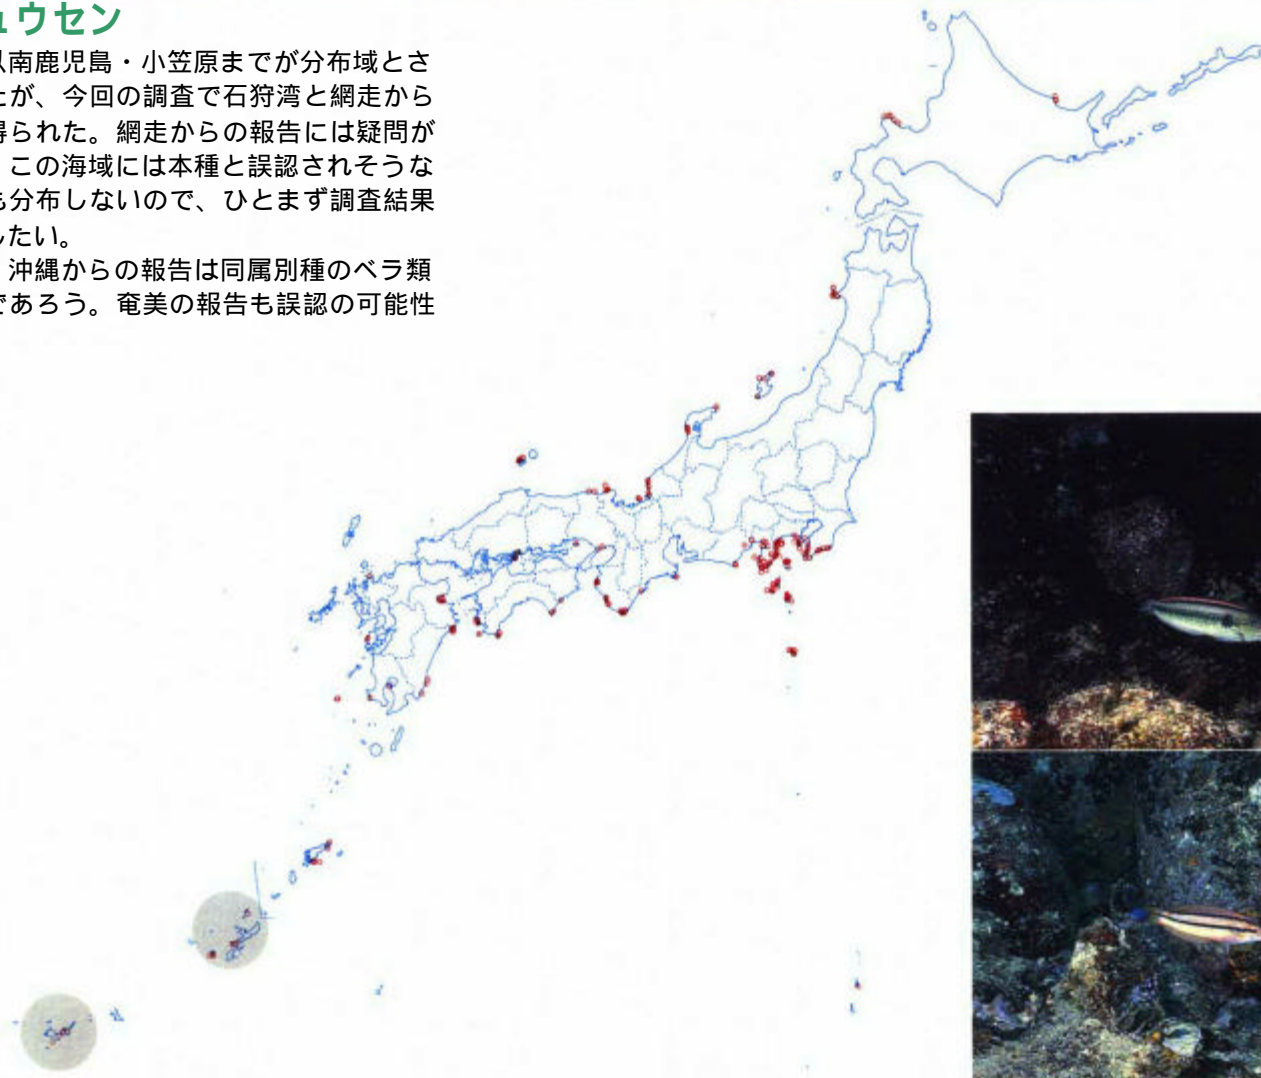 ュウセン
以南鹿児島・小笠原までが分布域とさ
たが、今回の調査で石狩湾と網走から
得られた。網走からの報告には疑問が
、この海域には本種と誤認されそうな
も分布しないので、ひとまず調査結果
したい。
、沖縄からの報告は同属別種のベラ類
であろう。奄美の報告も誤認の可能性